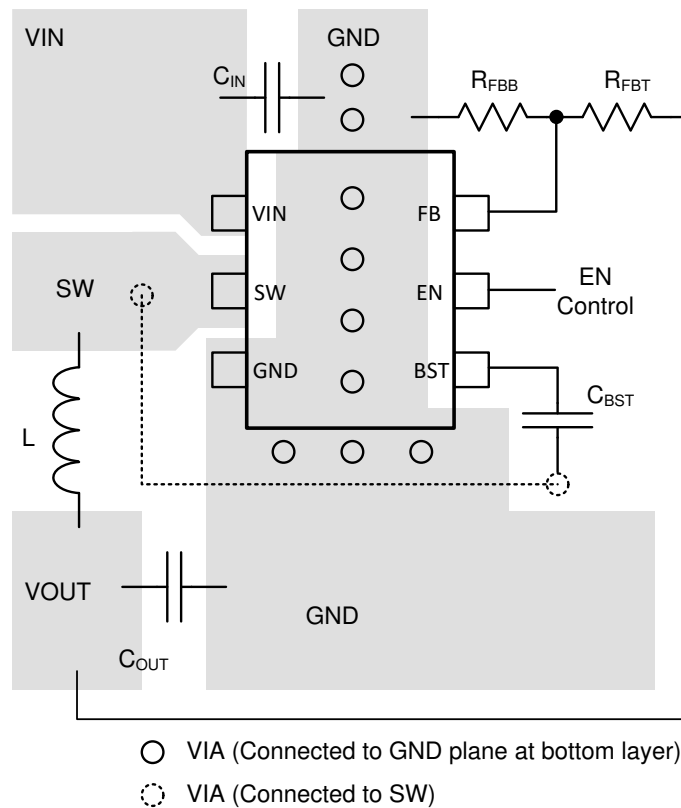 VIN
GND
CIN
RFBB
RFBT
VIN
FB
SW
SW
EN
EN
Control
GND
BST
CBST
L
VOUT
GND
COUT
VIA (Connected to GND plane at bottom layer)
VIA (Connected to SW)